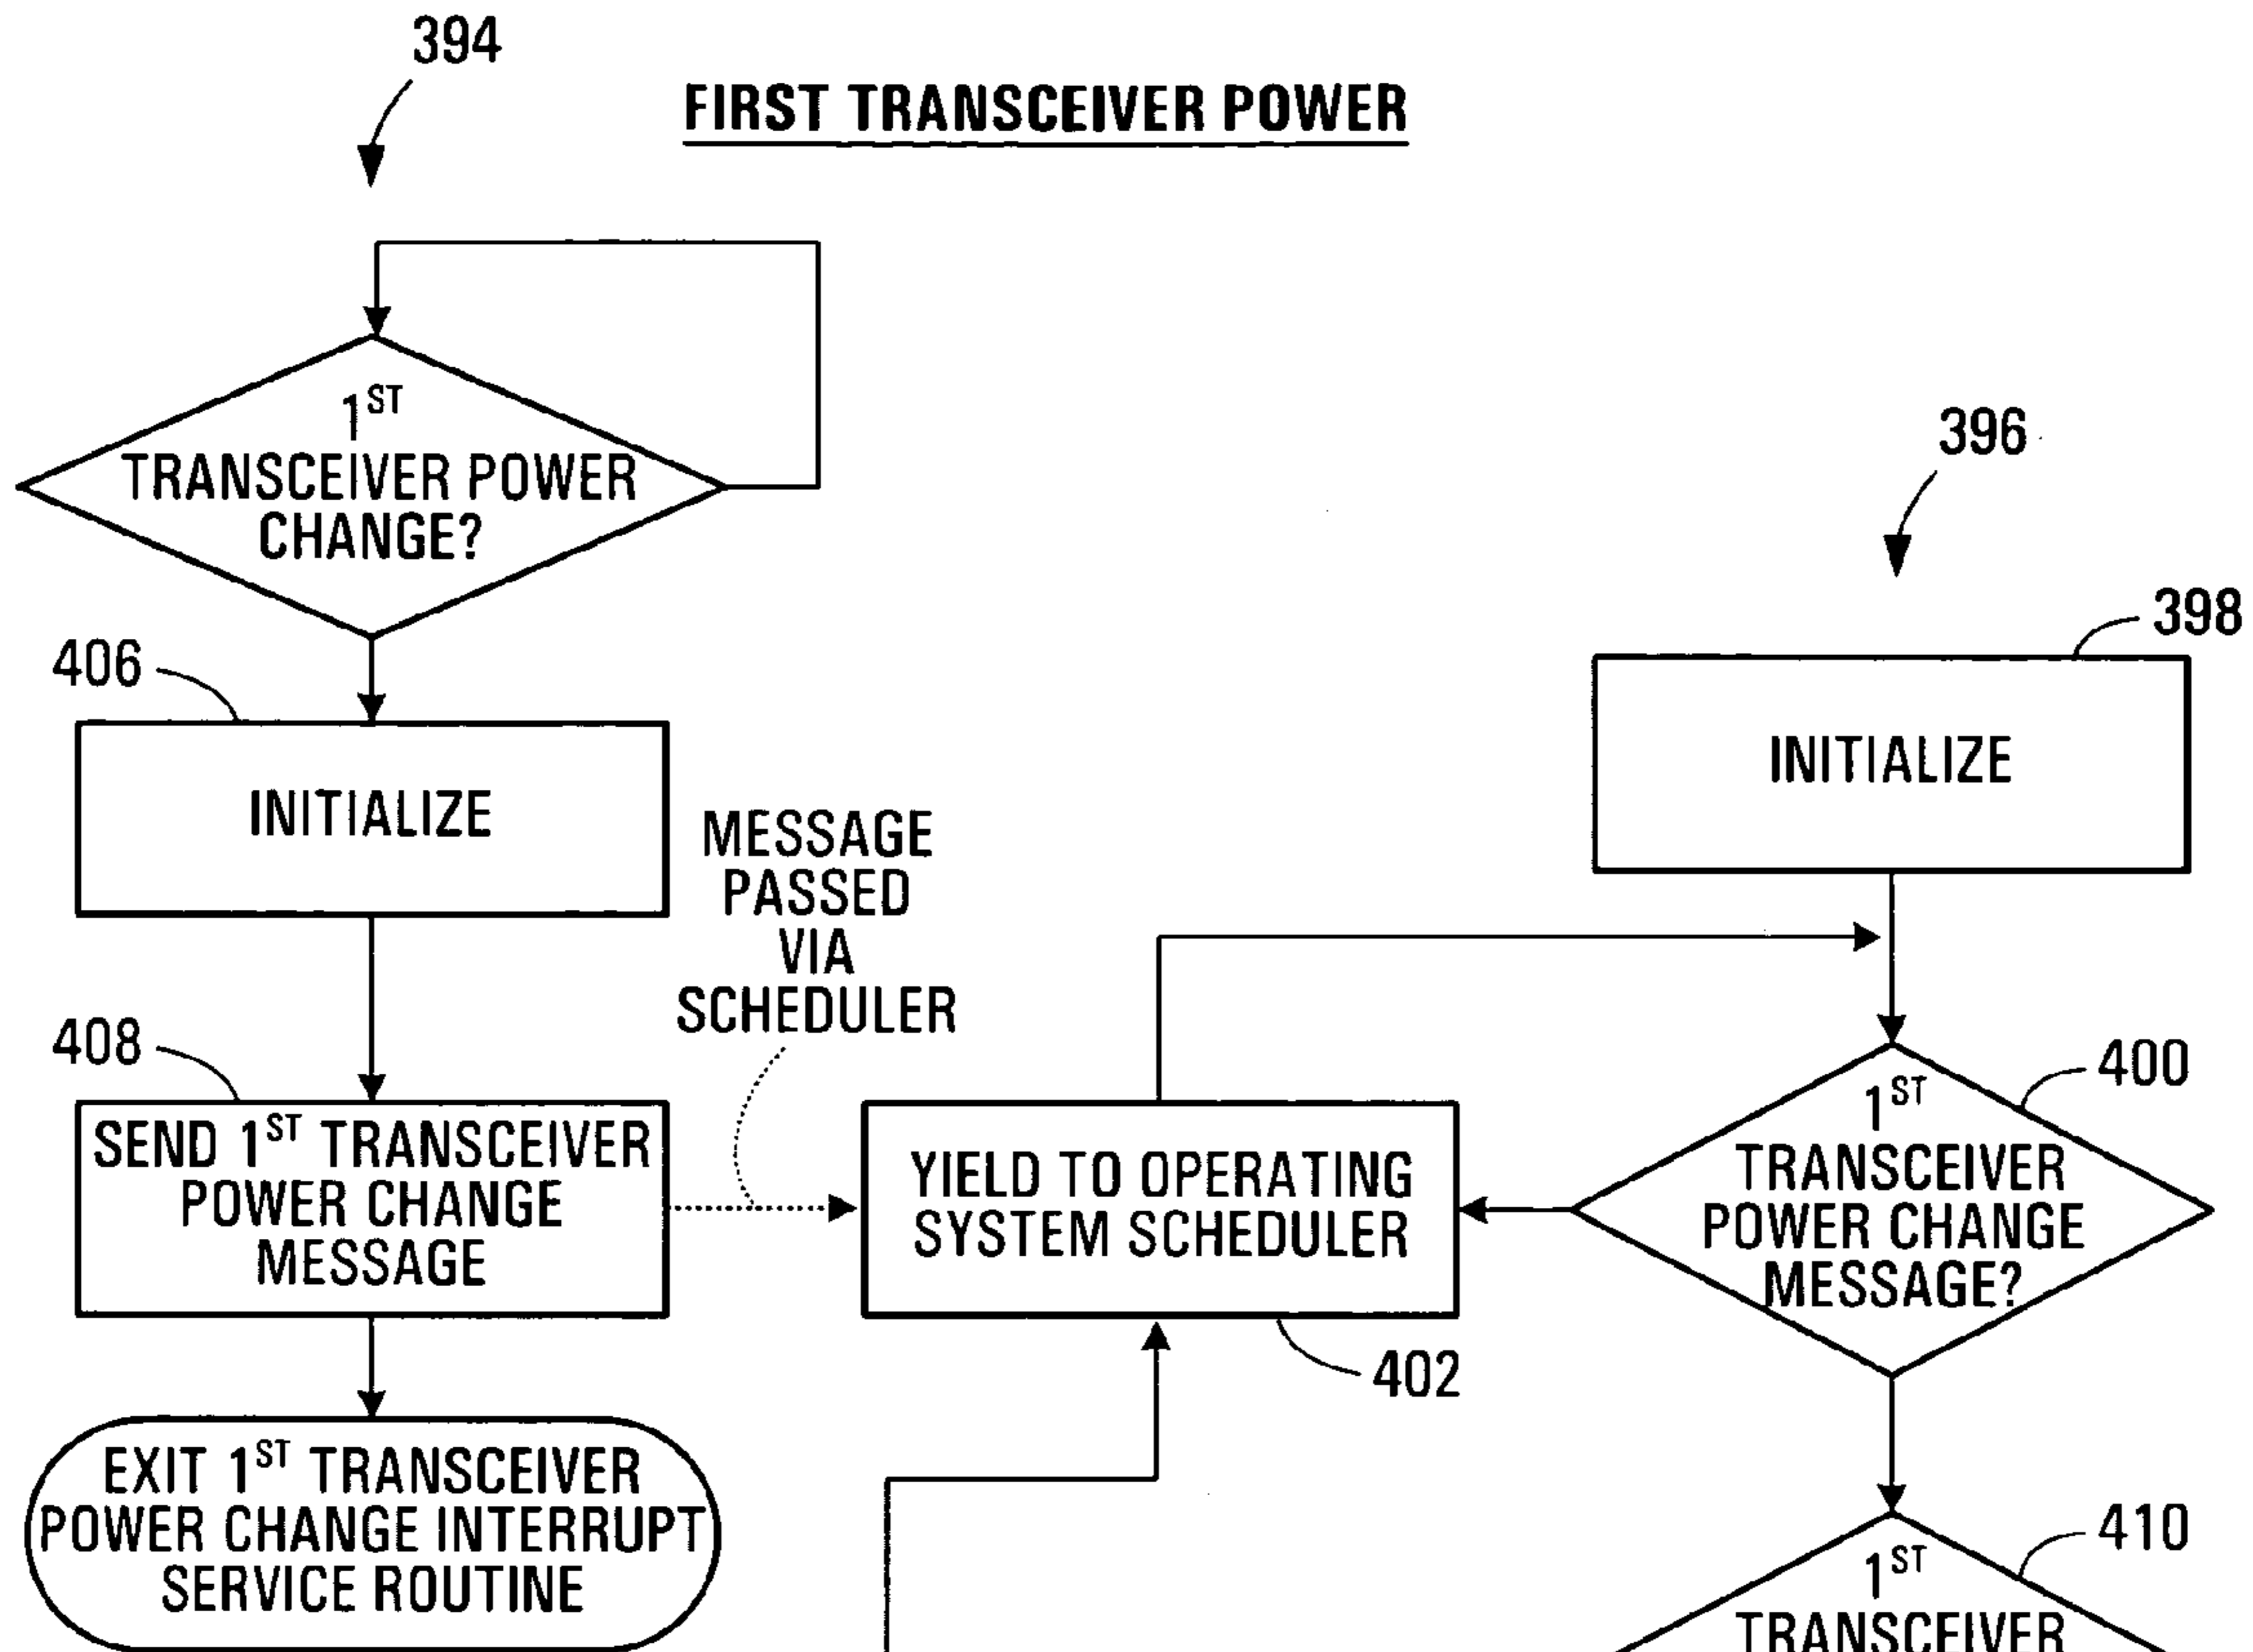 394
FIRST TRANSCEIVER POWER
1ST
TRANSCEIVER POWER
CHANGE?
396
398
406
INITIALIZE
INITIALIZE
MESSAGE
PASSED
VIA
SCHEDULER
408
400
SEND 1ST TRANSCEIVER
POWER CHANGE
MESSAGE
YIELD TO OPERATING
SYSTEM SCHEDULER
1ST
TRANSCEIVER
POWER CHANGE
MESSAGE?
402
EXIT 1ST TRANSCEIVER
POWER CHANGE INTERRUPT
SERVICE ROUTINE
410
1ST
TRANSCEIVER